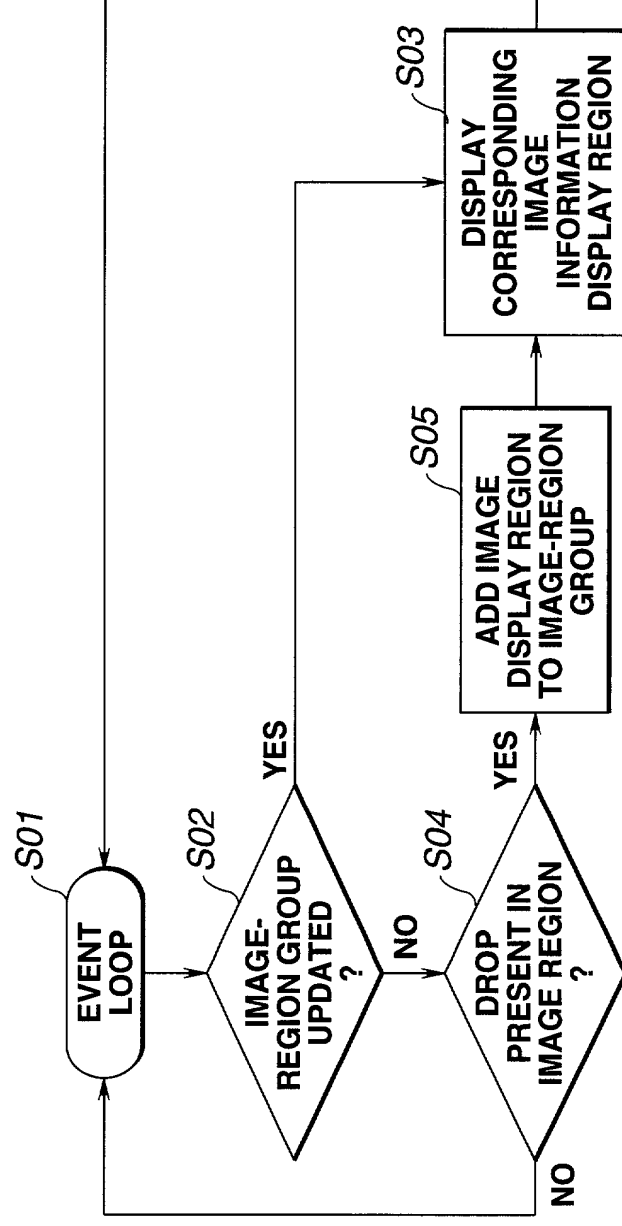 S01
EVENT
LOOP
S02
IMAGE-
REGION GROUP
UPDATED
?
YES
NO
S04
DROP
PRESENT IN
IMAGE REGION
?
YES
NO
S05
ADD IMAGE
DISPLAY REGION
TO IMAGE-REGION
GROUP
S03
DISPLAY
CORRESPONDING
IMAGE
INFORMATION
DISPLAY REGION